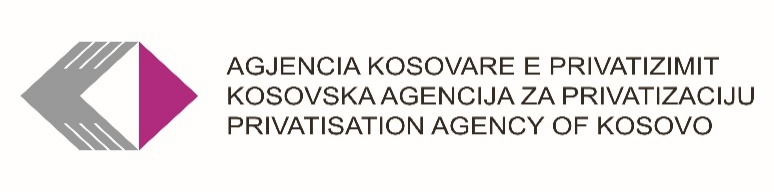 AGJENCIA KOSOVARE E PRIVATIZIMIT
KOSOVSKA AGENCIJA ZA PRIVATIZACIJU
PRIVATISATION AGENCY OF KOSOVO